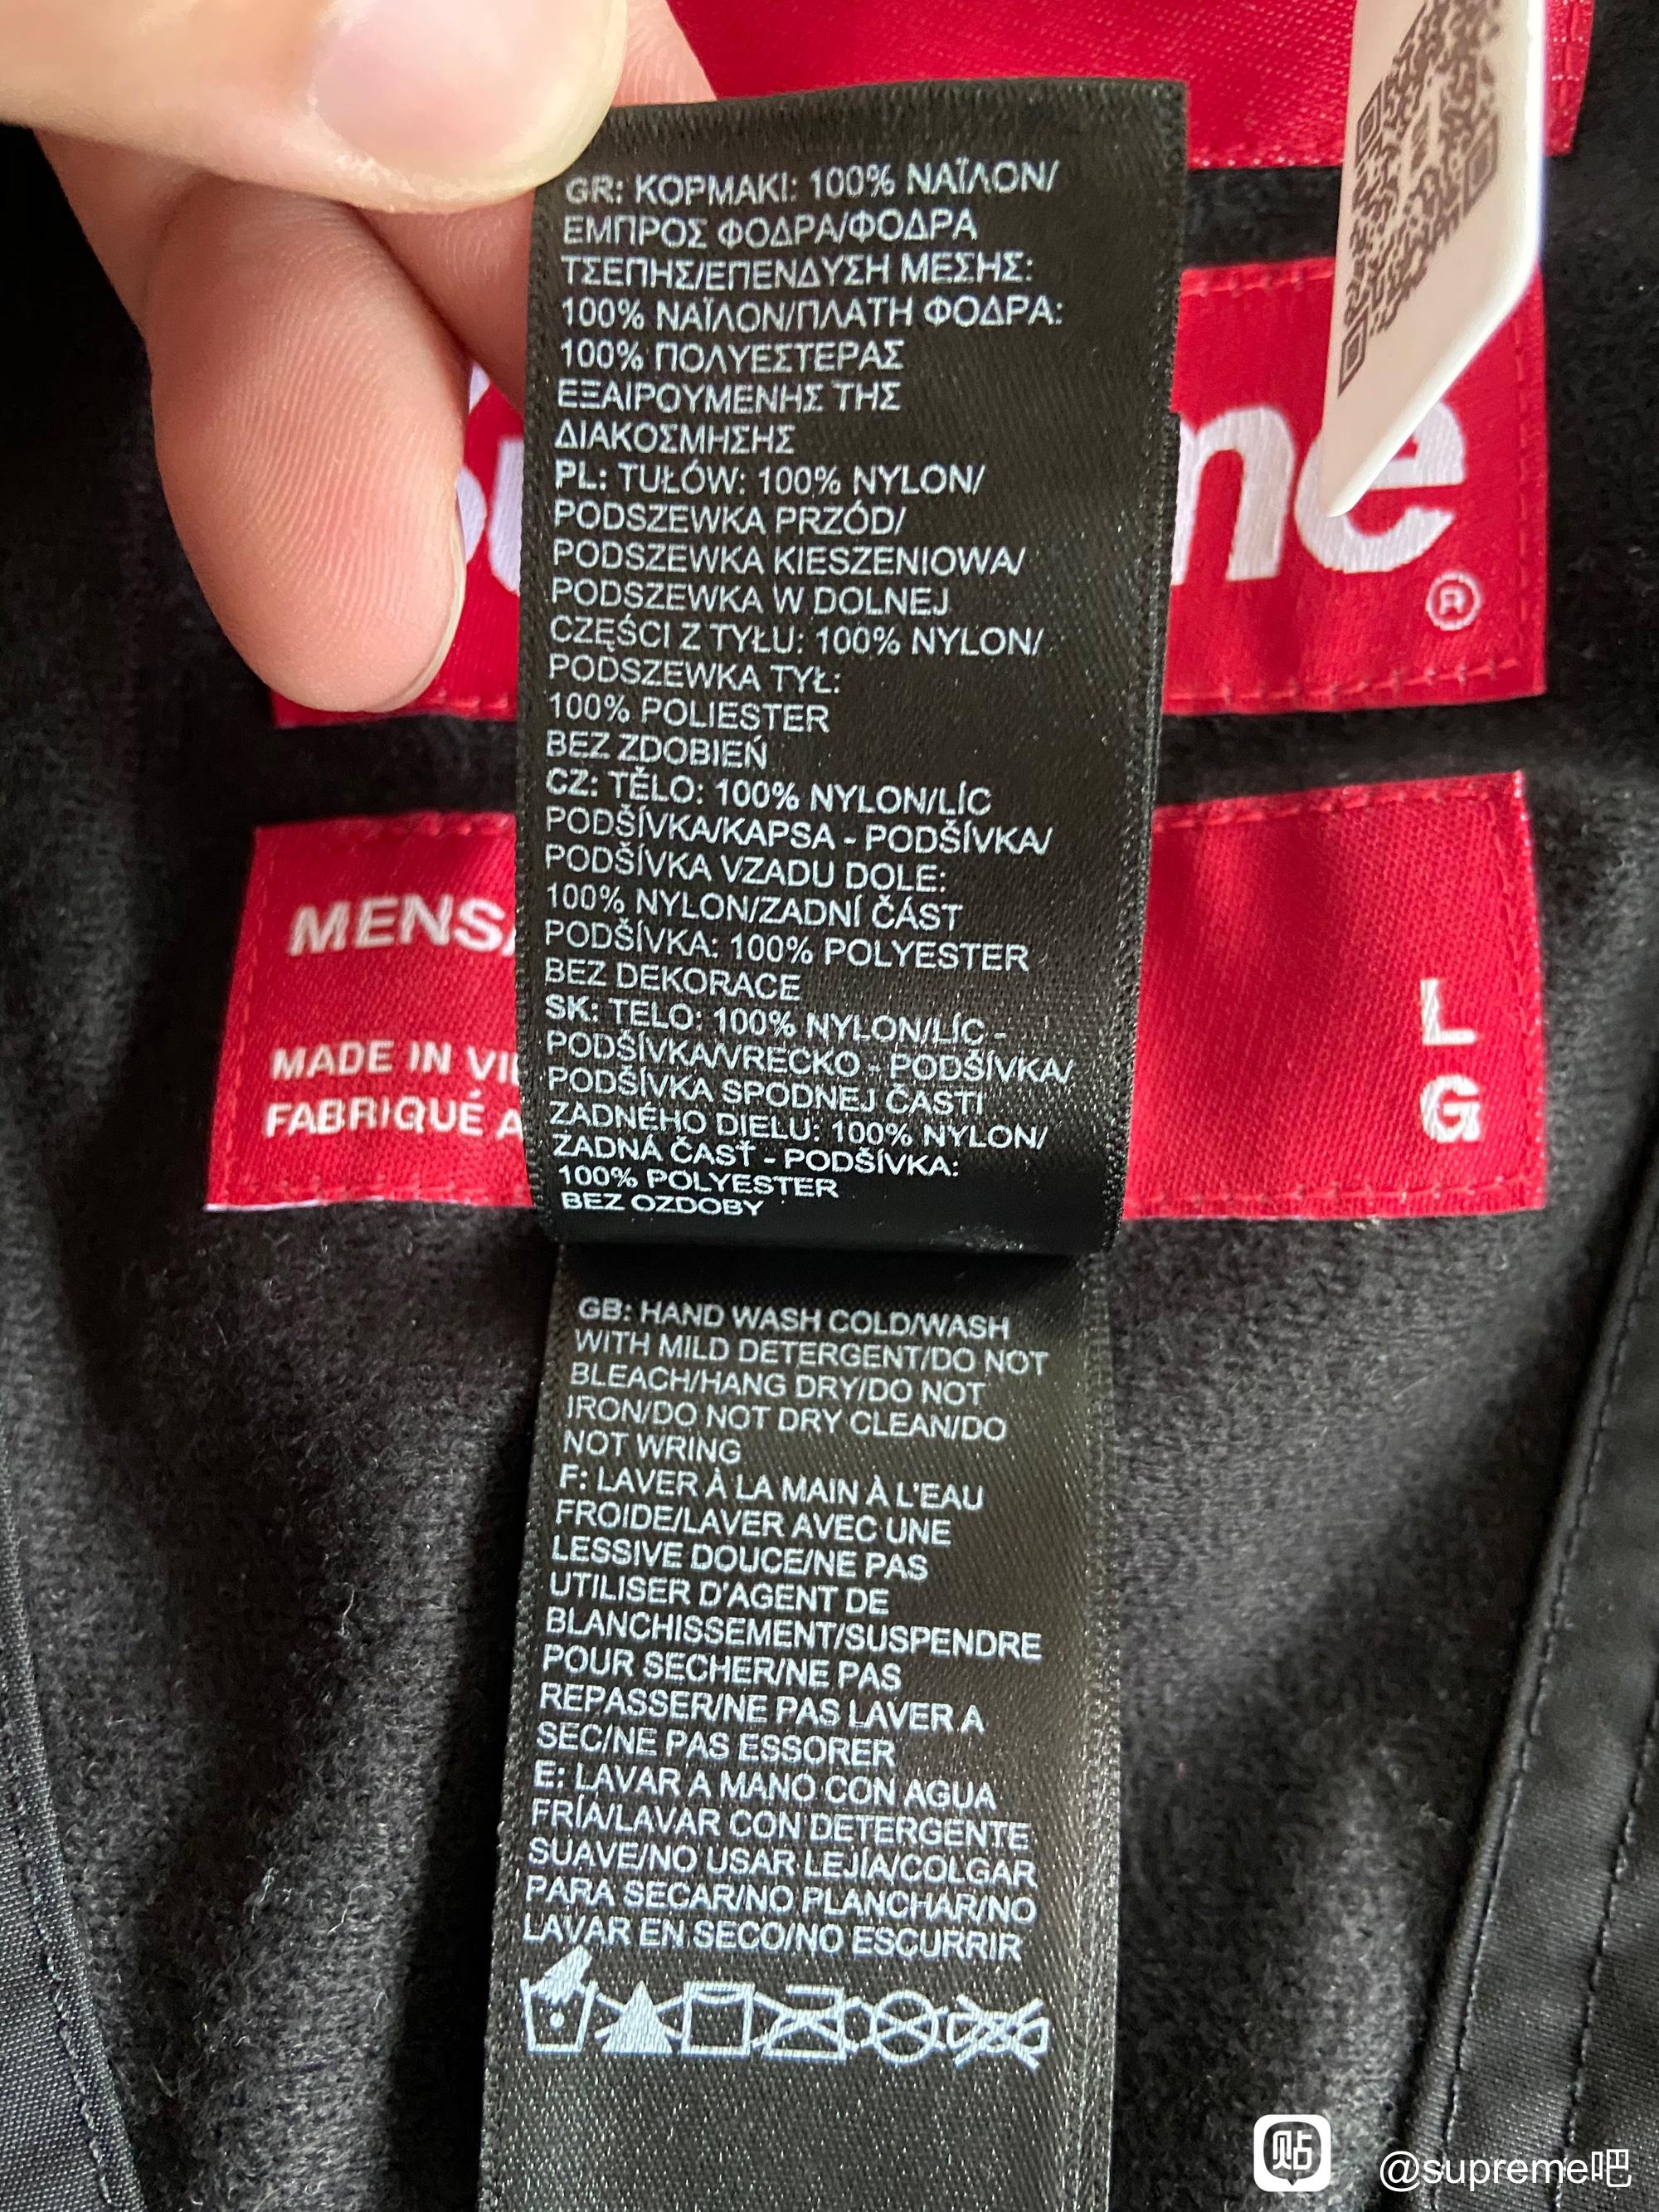 GR: ΚΟΡΜΑΚΙ: 100% ΝΑΪΛΟΝ/
ΕΜΠΡΟΣ ΦΟΔΡΑ/ΦΟΔΡΑ
ΤΣΕΠΗΣ/ΕΠΕΝΔΥΣΗ ΜΕΣΗΣ:
100% ΝΑΪΛΟΝ/ΠΛΑΤΗ ΦΟΔΡΑ:
100% ΠΟΛΥΕΣΤΕΡΑΣ
ΕΞΑΙΡΟΥΜΕΝΗΣ ΤΗΣ
ΔΙΑΚΟΣΜΗΣΗΣ
PL: TUŁÓW: 100% NYLON/
PODSZEWKA PRZÓD/
PODSZEWKA KIESZENIOWA/
PODSZEWKA W DOLNEJ
CZĘŚCI Z TYŁU: 100% NYLON/
PODSZEWKA TYŁ:
100% POLIESTER
BEZ ZDOBIEŃ
CZ: TĚLO: 100% NYLON/LÍC
PODŠÍVKA/KAPSA - PODŠÍVKA/
PODŠÍVKA VZADU DOLE:
100% NYLON/ZADNÍ ČÁST
PODŠÍVKA: 100% POLYESTER
BEZ DEKORACE
SK: TELO: 100% NYLON/LÍC -
PODŠÍVKA/VRECKO - PODŠÍVKA/
PODŠÍVKA SPODNEJ ČASTI
ZADNÉHO DIELU: 100% NYLON/
ZADNÁ ČASŤ - PODŠÍVKA:
100% POLYESTER
BEZ OZDOBY
me®
MENS
MADE IN VI
FABRIQUÉ A
L
G
GB: HAND WASH COLD/WASH
WITH MILD DETERGENT/DO NOT
BLEACH/HANG DRY/DO NOT
IRON/DO NOT DRY CLEAN/DO
NOT WRING
F: LAVER À LA MAIN À L'EAU
FROIDE/LAVER AVEC UNE
LESSIVE DOUCE/NE PAS
UTILISER D'AGENT DE
BLANCHISSEMENT/SUSPENDRE
POUR SECHER/NE PAS
REPASSER/NE PAS LAVER A
SEC/NE PAS ESSORER
E: LAVAR A MANO CON AGUA
FRÍA/LAVAR CON DETERGENTE
SUAVE/NO USAR LEJÍA/COLGAR
PARA SECAR/NO PLANCHAR/NO
LAVAR EN SECO/NO ESCURRIR
贴 @supreme吧